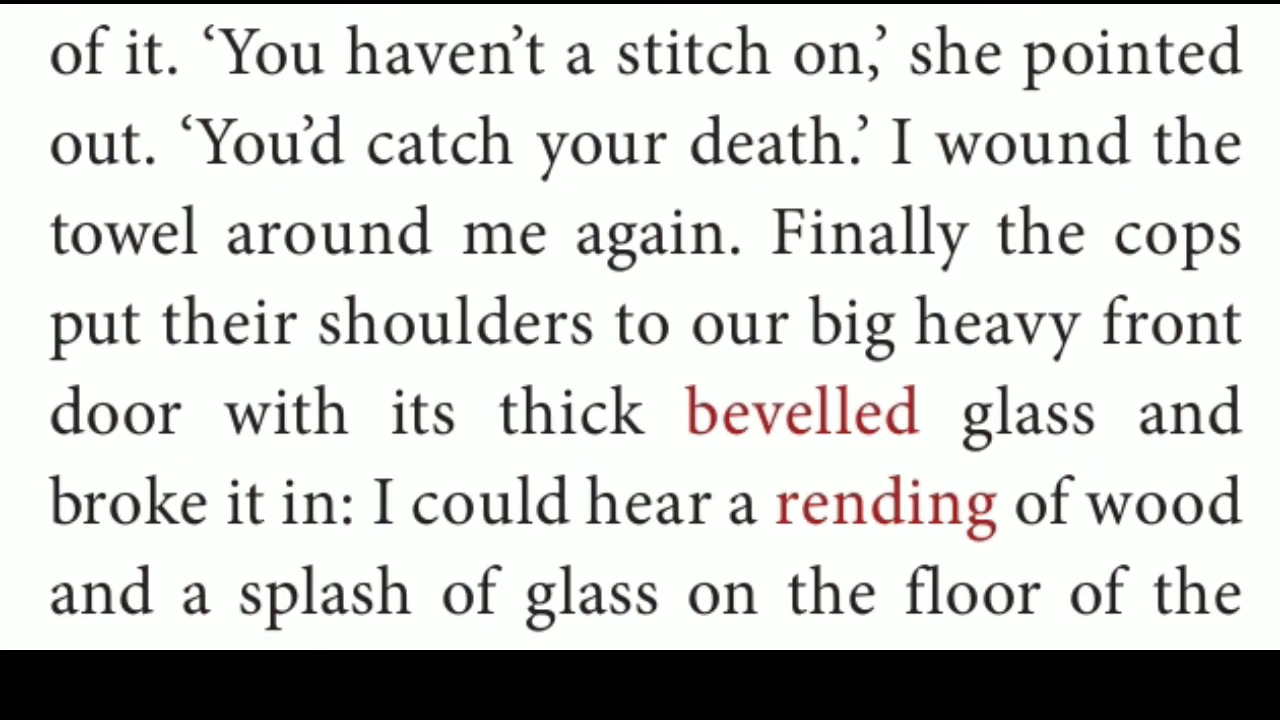 of it. ‘You haven’t a stitch on,’ she pointed
out. ‘You’d catch your death.’ I wound the
towel around me again. Finally the cops
put their shoulders to our big heavy front
door with its thick bevelled glass and
broke it in: I could hear a rending of wood
and a splash of glass on the floor of the